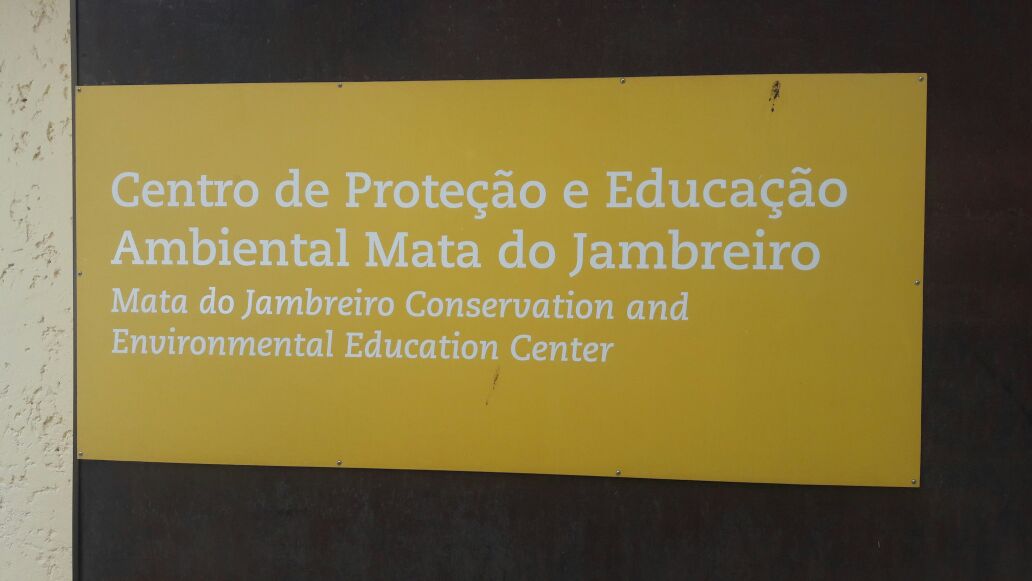 Centro de Proteção e Educação
Ambiental Mata do Jambreiro
Mata do Jambreiro Conservation and
Environmental Education Center